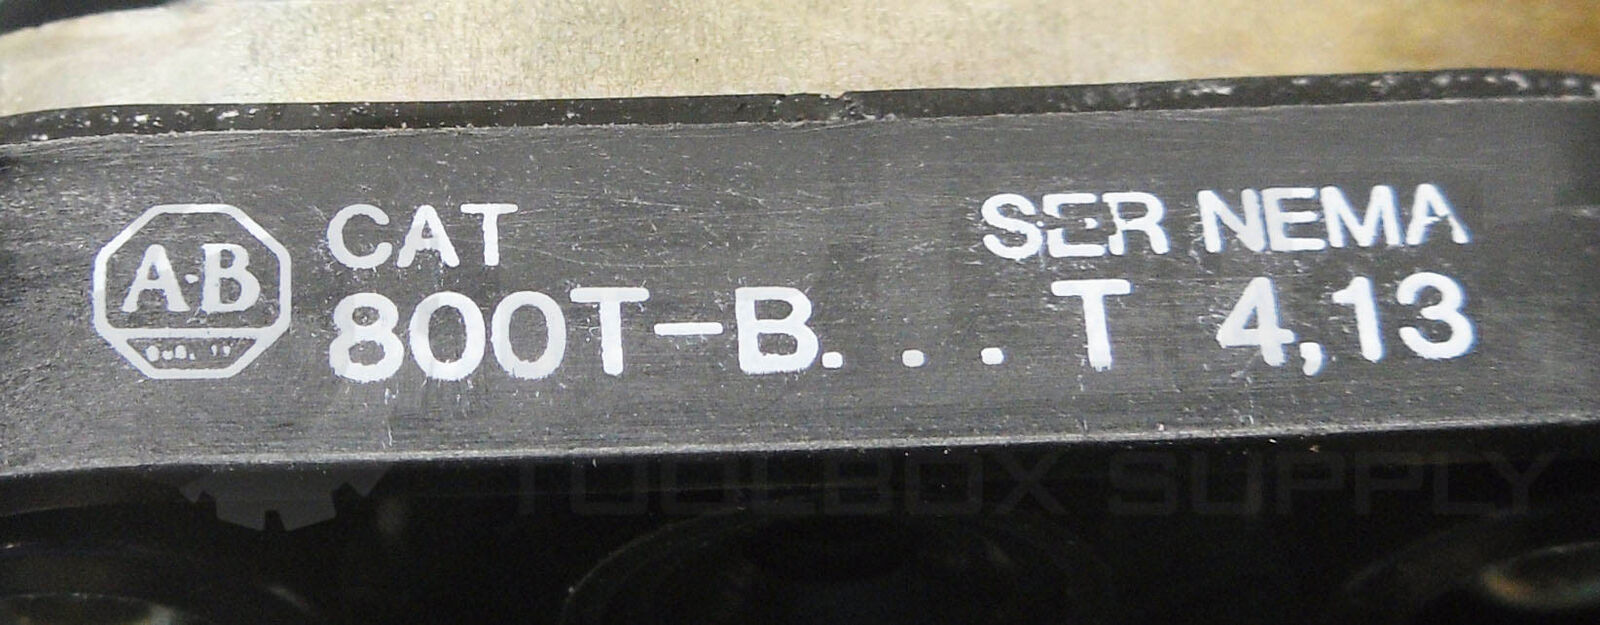 A·B
CAT SER NEMA
800T-B. . . . T 4,13
TOOLBOX SUPPLY